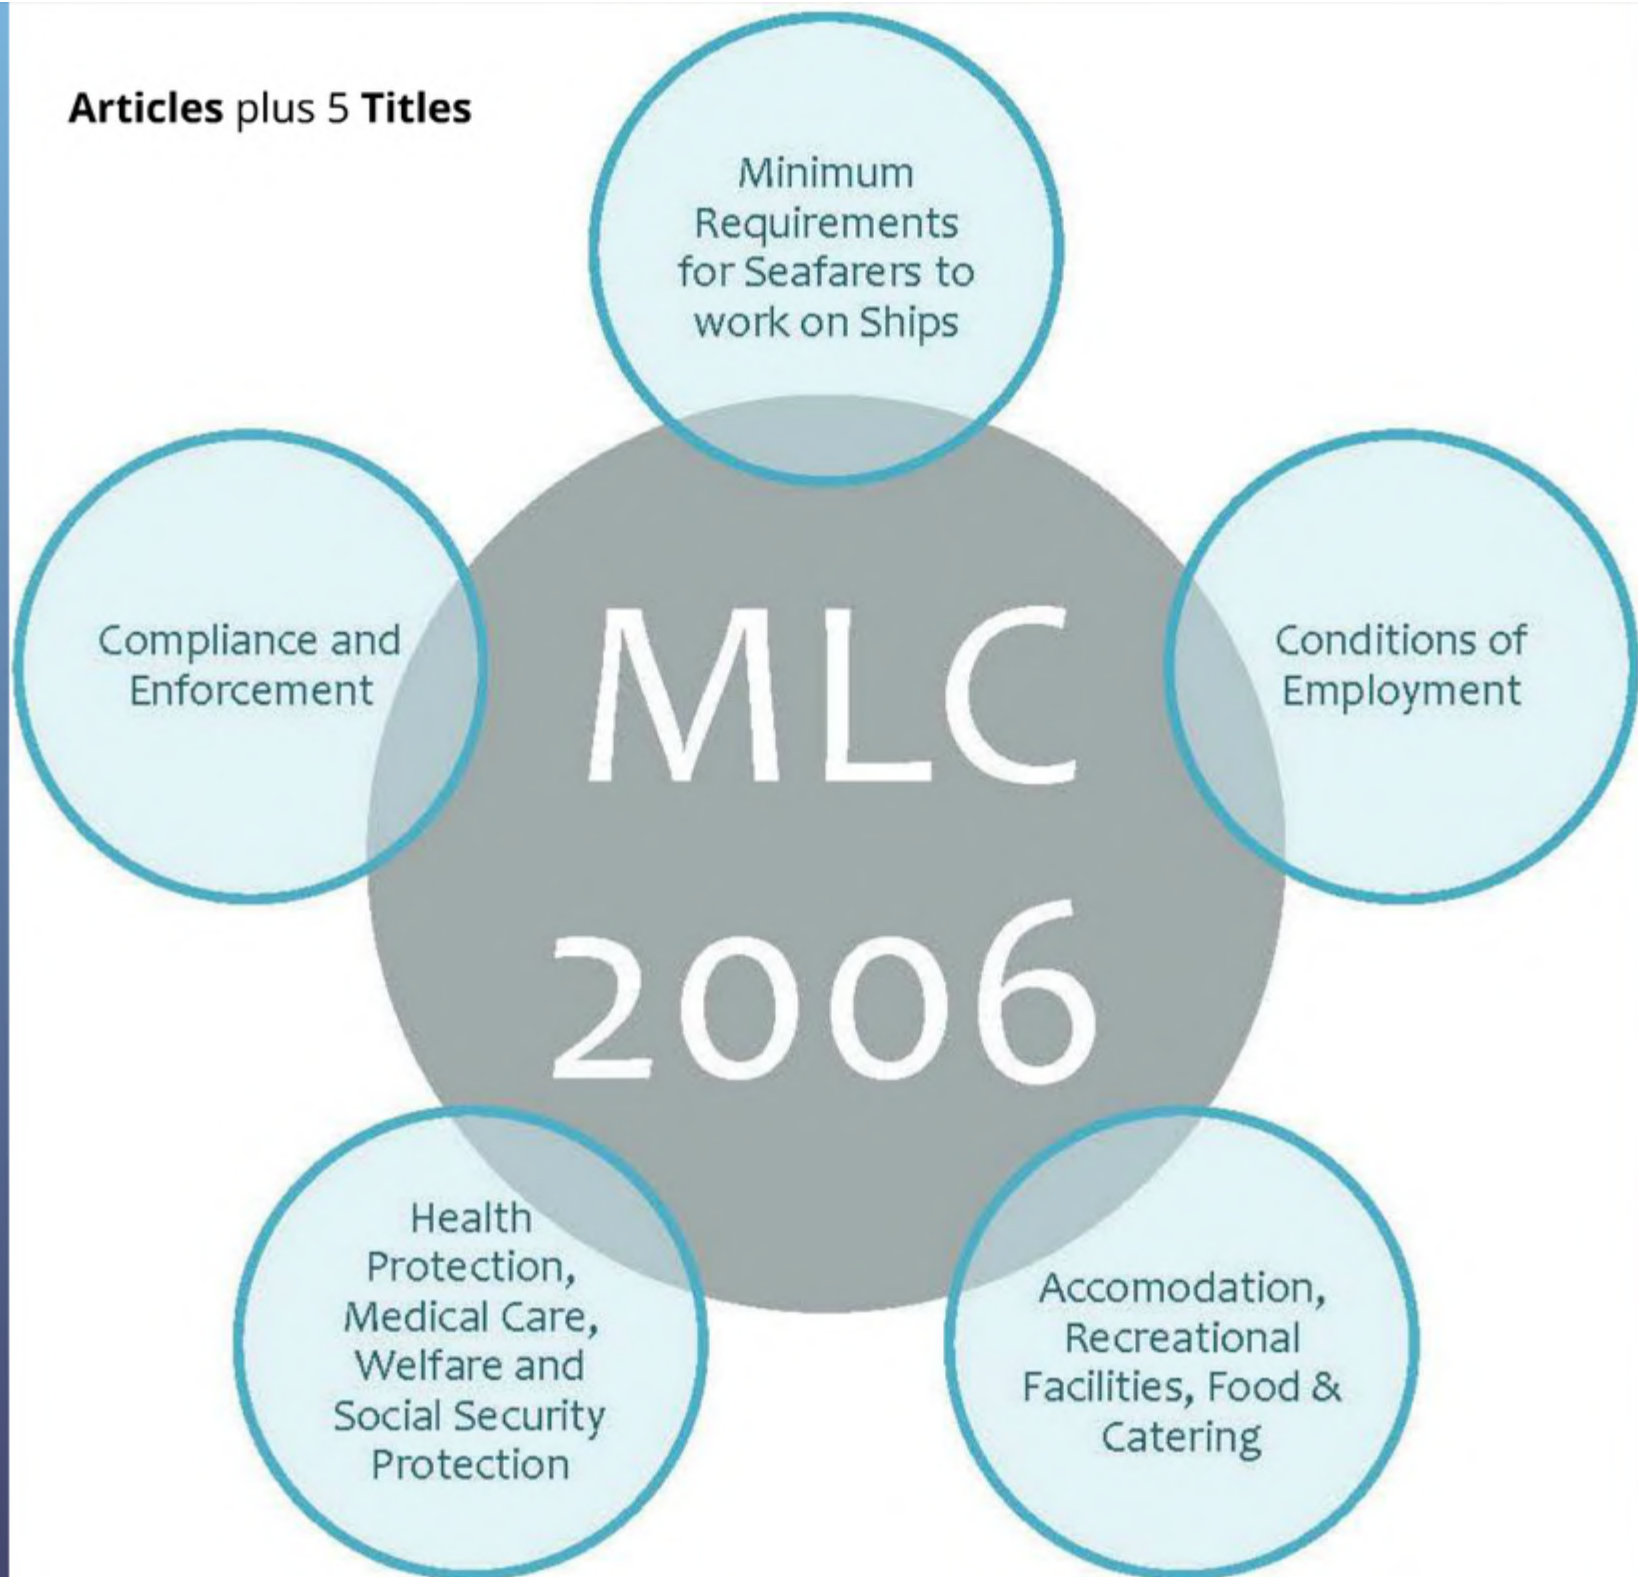 Articles plus 5 Titles
Minimum
Requirements
for Seafarers to
work on Ships
Compliance and
Enforcement
MLC
2006
Conditions of
Employment
Health
Protection,
Medical Care,
Welfare and
Social Security
Protection
Accomodation,
Recreational
Facilities, Food &
Catering